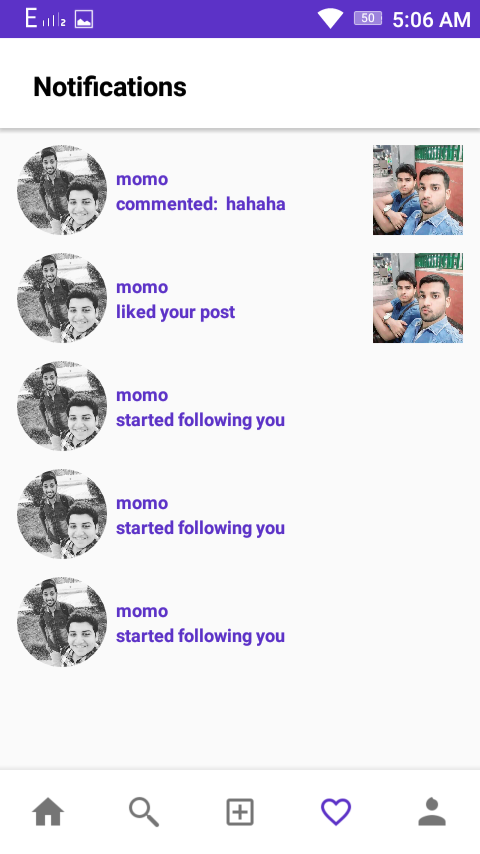 E 2 50 5:06 AM
Notifications
momo
commented: hahaha
momo
liked your post
momo
started following you
momo
started following you
momo
started following you